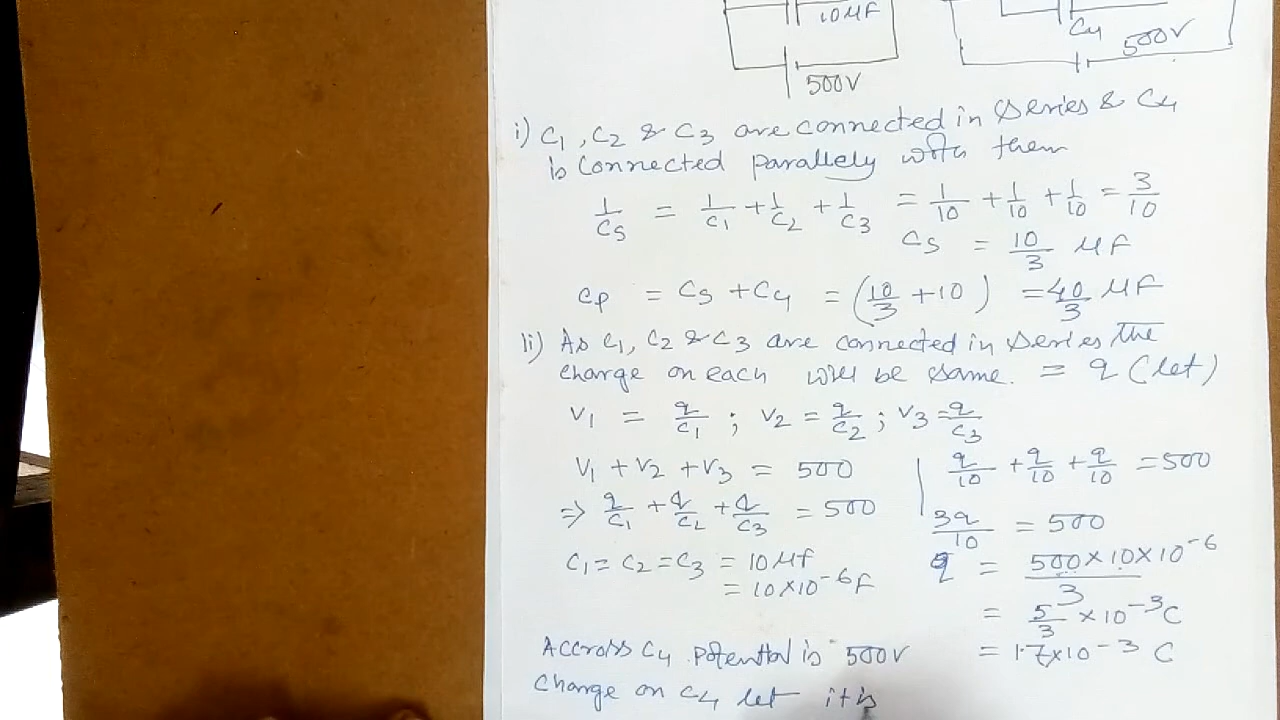 10 μF
C4
500V
500V
i) C1, C2 & C3 are connected in series & C4
is connected parallely with them
1/Cs = 1/C1 + 1/C2 + 1/C3 = 1/10 + 1/10 + 1/10 = 3/10
Cs = 10/3 μF
Cp = Cs + C4 = (10/3 + 10) = 40/3 μF
ii) As C1, C2 & C3 are connected in series the
charge on each will be same. = q (let)
V1 = q/C1 ; V2 = q/C2 ; V3 = q/C3
V1 + V2 + V3 = 500
⇒ q/C1 + q/C2 + q/C3 = 500
C1 = C2 = C3 = 10 μf
= 10×10^-6 F
q/10 + q/10 + q/10 = 500
3q/10 = 500
q = 500×10×10^-6/3
= 5/3 ×10^-3 C
= 1.7×10^-3 C
Accross C4 potential is 500V
charge on C4 let it is